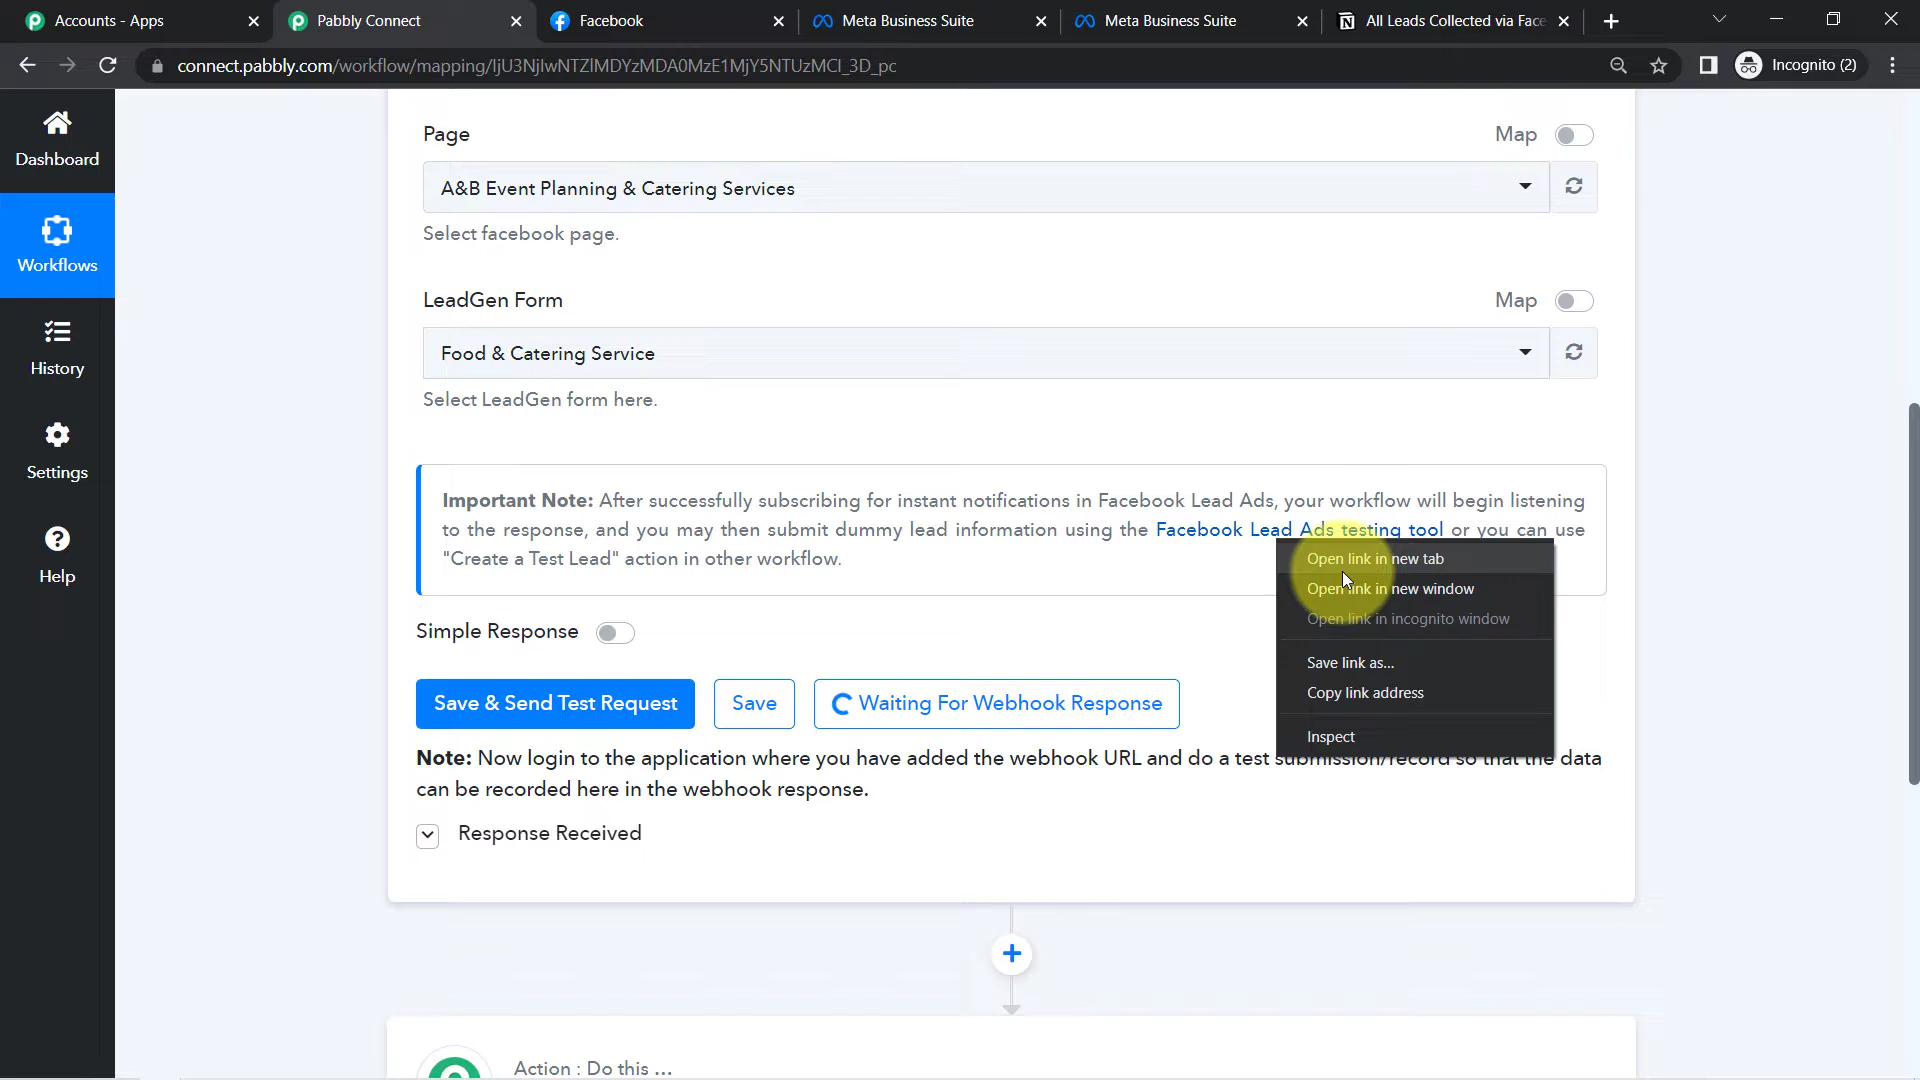 Accounts - Apps
Pabbly Connect
Facebook
Meta Business Suite
Meta Business Suite
All Leads Collected via Face
connect.pabbly.com/workflow/mapping/IjU3NjIwNTZlMDYzMDA0MzE1MjY5NTUzMCI_3D_pc
Incognito (2)
Dashboard
Workflows
History
Settings
Help
Page
Map
A&B Event Planning & Catering Services
Select facebook page.
LeadGen Form
Map
Food & Catering Service
Select LeadGen form here.
Important Note: After successfully subscribing for instant notifications in Facebook Lead Ads, your workflow will begin listening
to the response, and you may then submit dummy lead information using the Facebook Lead Ads testing tool or you can use
"Create a Test Lead" action in other workflow.
Open link in new tab
Open link in new window
Open link in incognito window
Save link as...
Copy link address
Inspect
Simple Response
Save & Send Test Request
Save
Waiting For Webhook Response
Note: Now login to the application where you have added the webhook URL and do a test submission/record so that the data
can be recorded here in the webhook response.
Response Received
Action : Do this ...